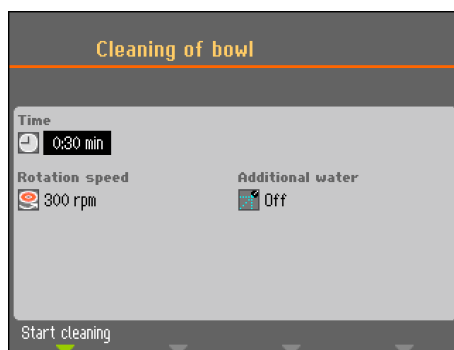 Cleaning of bowl
Time
0:30 min
Rotation speed
Additional water
300 rpm
Off
Start cleaning